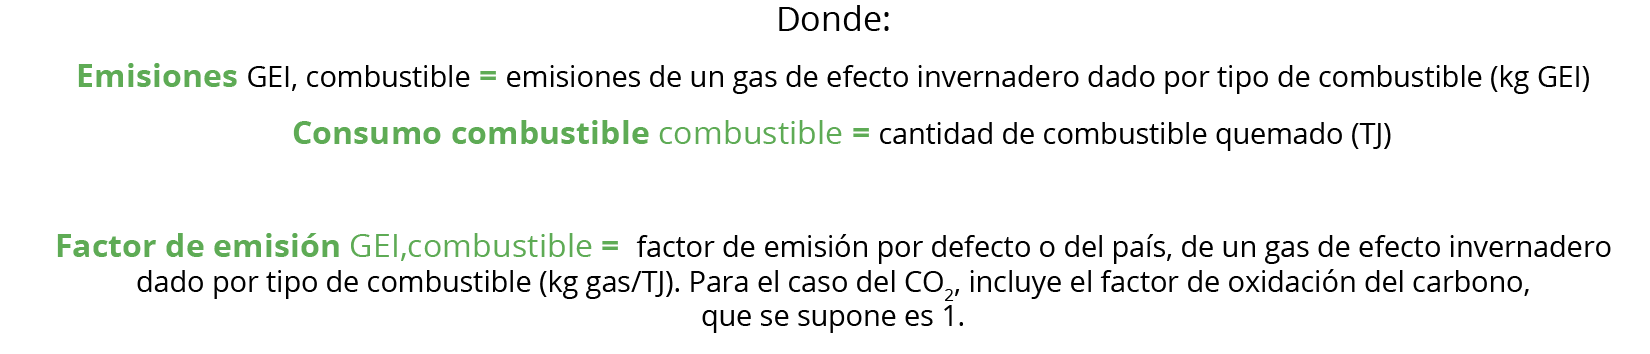 Donde:
Emisiones GEI, combustible = emisiones de un gas de efecto invernadero dado por tipo de combustible (kg GEI)
Consumo combustible combustible = cantidad de combustible quemado (TJ)
Factor de emisión GEI,combustible = factor de emisión por defecto o del país, de un gas de efecto invernadero
dado por tipo de combustible (kg gas/TJ). Para el caso del CO₂, incluye el factor de oxidación del carbono,
que se supone es 1.